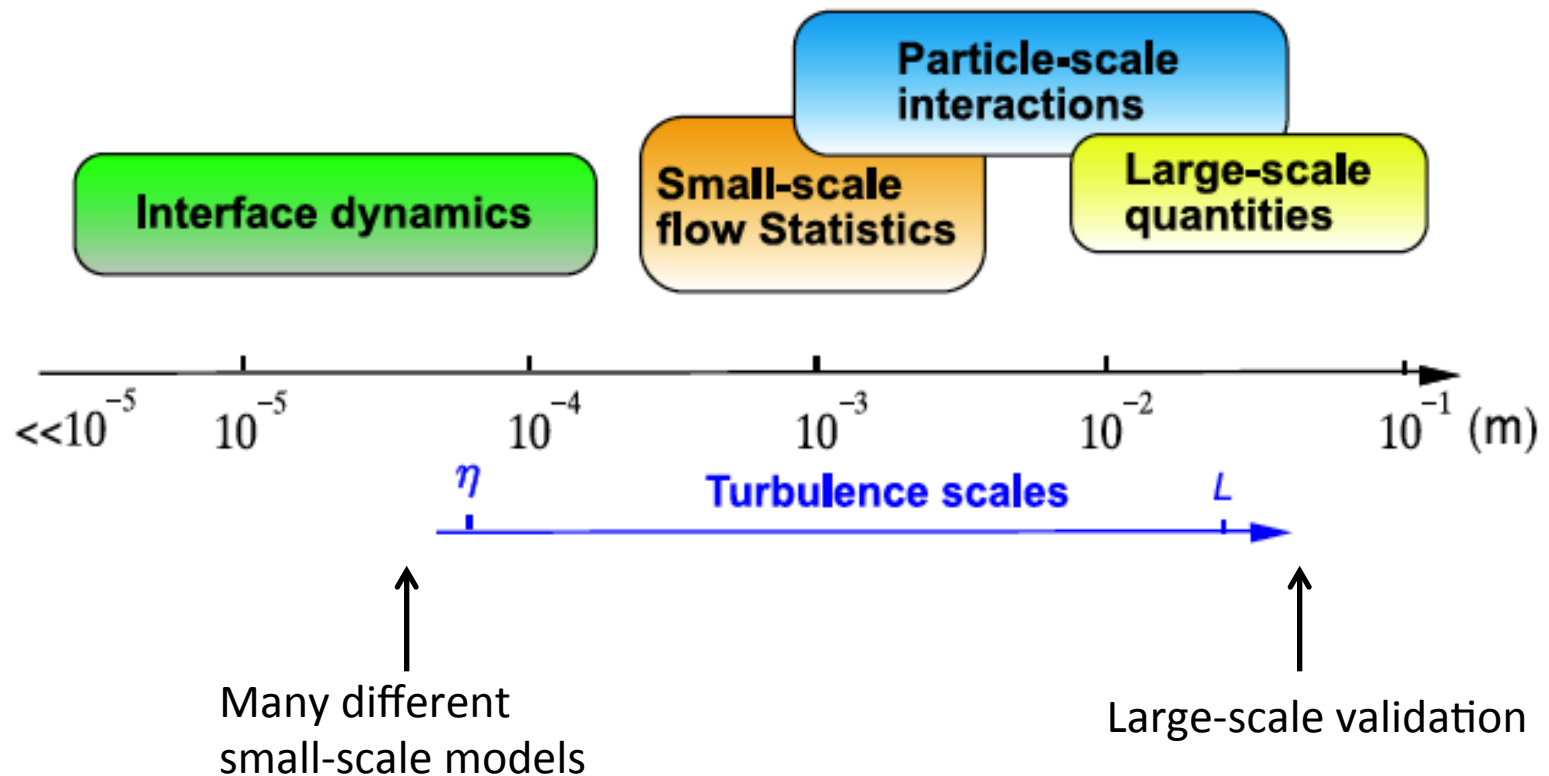 Particle-scale
interactions
Interface dynamics
Small-scale
flow Statistics
Large-scale
quantities
<<10⁻⁵ 10⁻⁵ 10⁻⁴ 10⁻³ 10⁻² 10⁻¹ (m)
η Turbulence scales L
Many different
small-scale models
Large-scale validation